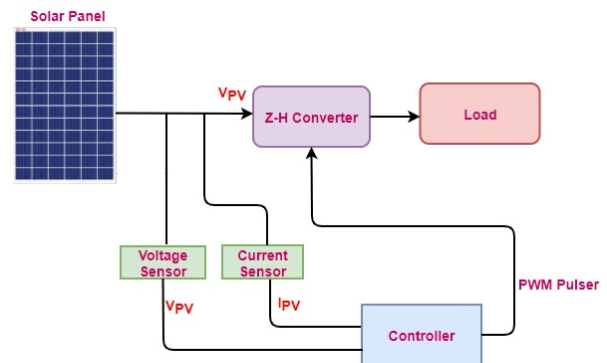 Solar Panel
VPV
Z-H Converter
Load
Voltage
Sensor
Current
Sensor
VPV
IPV
PWM Pulser
Controller